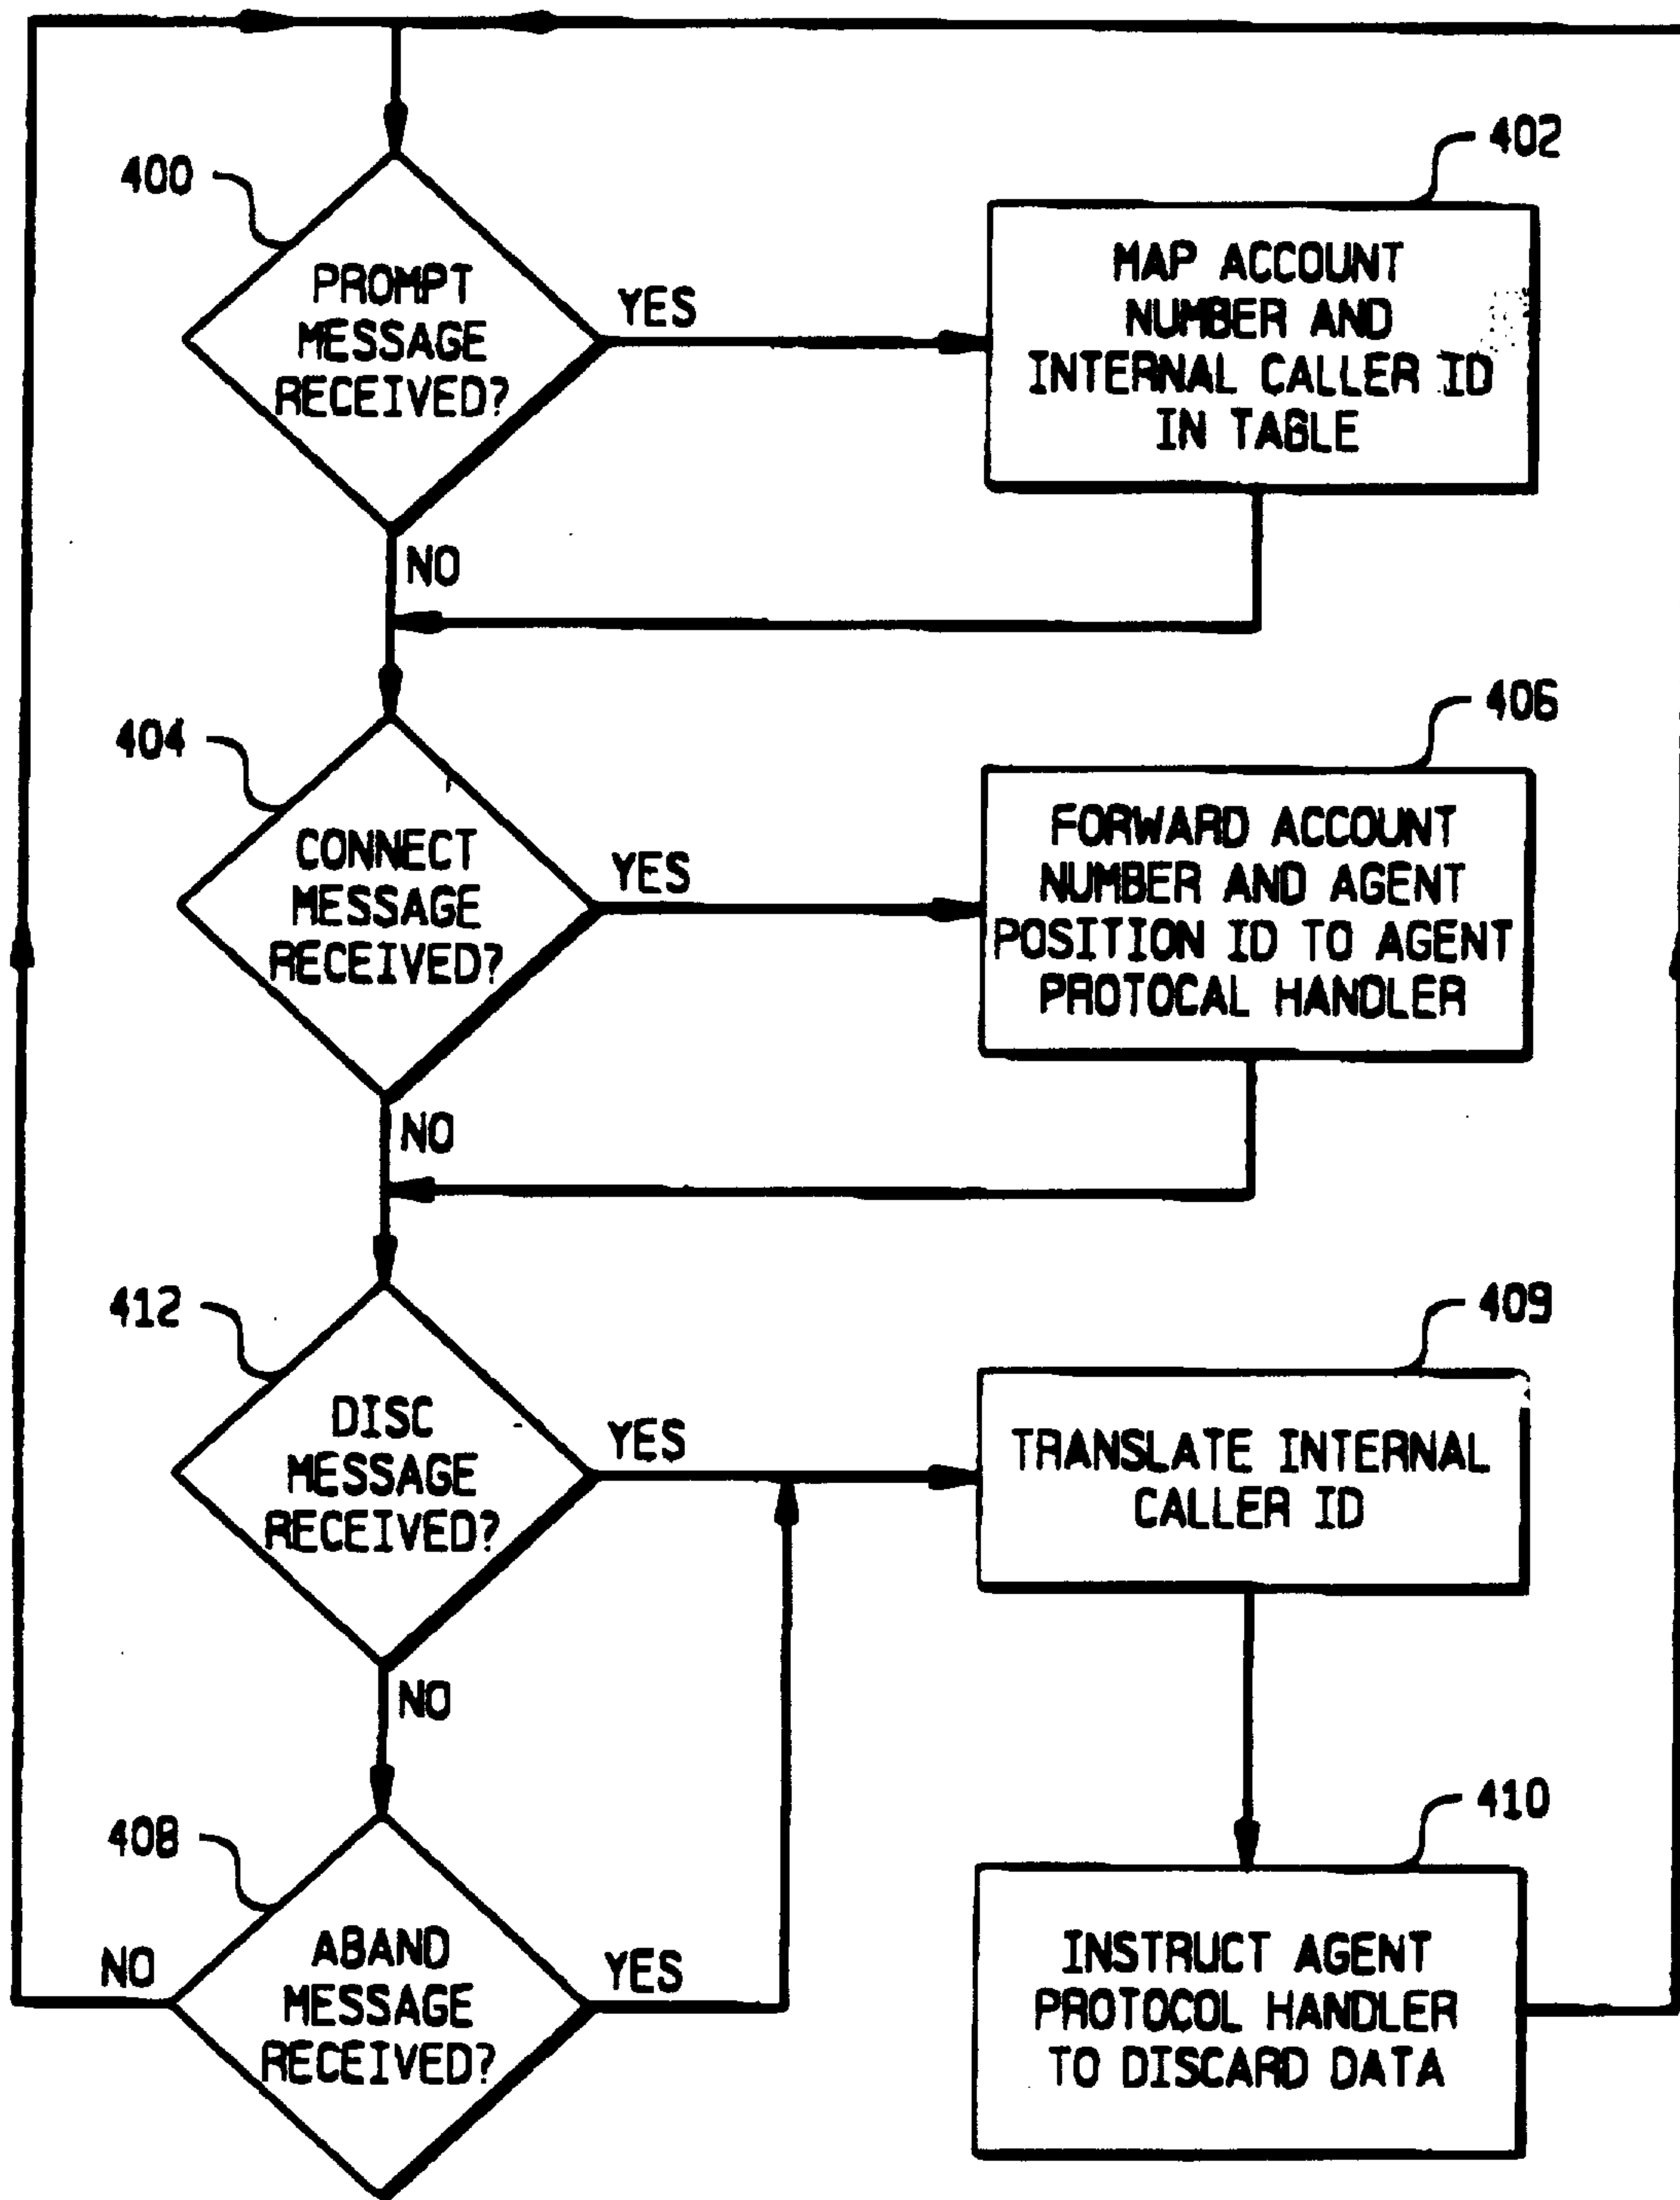 400
PROMPT
MESSAGE
RECEIVED?
YES
NO
402
MAP ACCOUNT
NUMBER AND
INTERNAL CALLER ID
IN TABLE
404
CONNECT
MESSAGE
RECEIVED?
YES
NO
406
FORWARD ACCOUNT
NUMBER AND AGENT
POSITION ID TO AGENT
PROTOCAL HANDLER
412
DISC
MESSAGE
RECEIVED?
YES
NO
409
TRANSLATE INTERNAL
CALLER ID
408
ABAND
MESSAGE
RECEIVED?
NO
YES
410
INSTRUCT AGENT
PROTOCOL HANDLER
TO DISCARD DATA